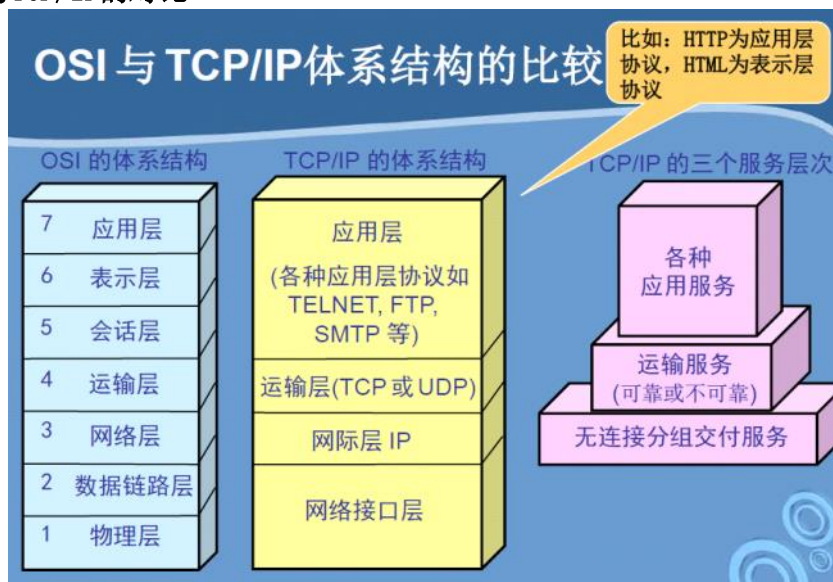 OSI 与 TCP/IP体系结构的比较
比如：HTTP为应用层
协议，HTML为表示层
协议
OSI 的体系结构
7 应用层
6 表示层
5 会话层
4 运输层
3 网络层
2 数据链路层
1 物理层
TCP/IP 的体系结构
应用层
(各种应用层协议如
TELNET, FTP,
SMTP 等)
运输层(TCP 或 UDP)
网际层 IP
网络接口层
TCP/IP 的三个服务层次
各种
应用服务
运输服务
(可靠或不可靠)
无连接分组交付服务